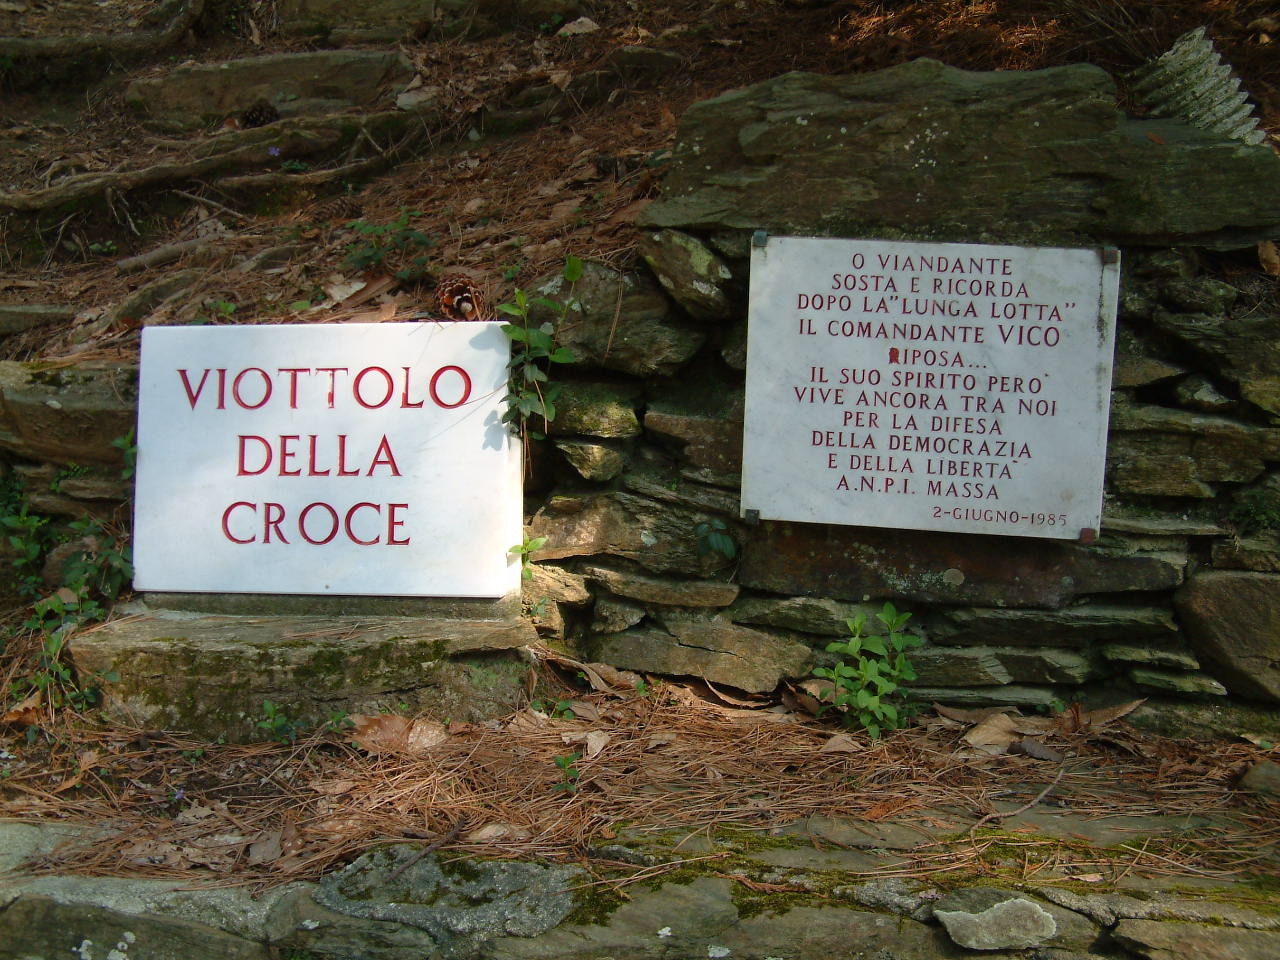 VIOTTOLO
DELLA
CROCE
O VIANDANTE
SOSTA E RICORDA
DOPO LA "LUNGA LOTTA"
IL COMANDANTE VICO
RIPOSA...
IL SUO SPIRITO PERO'
VIVE ANCORA TRA NOI
PER LA DIFESA
DELLA DEMOCRAZIA
E DELLA LIBERTA'
A.N.P.I. MASSA
2-GIUGNO-1985